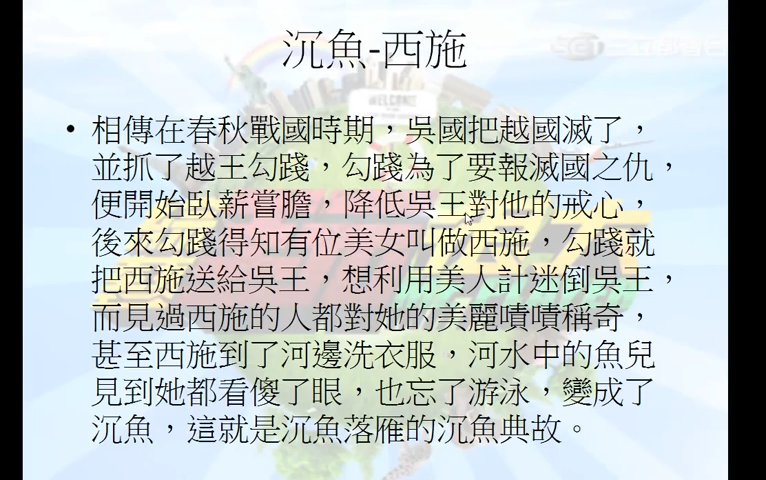 沉魚-西施
• 相傳在春秋戰國時期，吳國把越國滅了，
並抓了越王勾踐，勾踐為了要報滅國之仇，
便開始臥薪嘗膽，降低吳王對他的戒心，
後來勾踐得知有位美女叫做西施，勾踐就
把西施送給吳王，想利用美人計迷倒吳王，
而見過西施的人都對她的美麗嘖嘖稱奇，
甚至西施到了河邊洗衣服，河水中的魚兒
見到她都看傻了眼，也忘了游泳，變成了
沉魚，這就是沉魚落雁的沉魚典故。
WELCOME